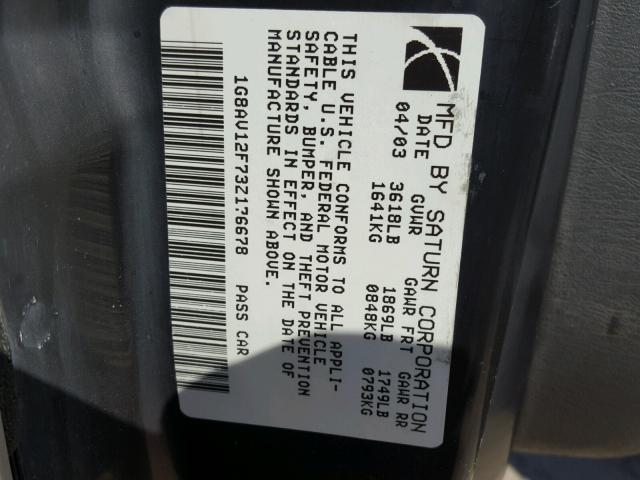 MFD BY SATURN CORPORATION
DATE GVWR GAWR FRT GAWR RR
04/03 3618LB 1869LB 1749LB
1641KG 0848KG 0793KG
THIS VEHICLE CONFORMS TO ALL APPLI-
CABLE U.S. FEDERAL MOTOR VEHICLE
SAFETY, BUMPER, AND THEFT PREVENTION
STANDARDS IN EFFECT ON THE DATE OF
MANUFACTURE SHOWN ABOVE.
1G8AV12F73Z176678 PASS CAR